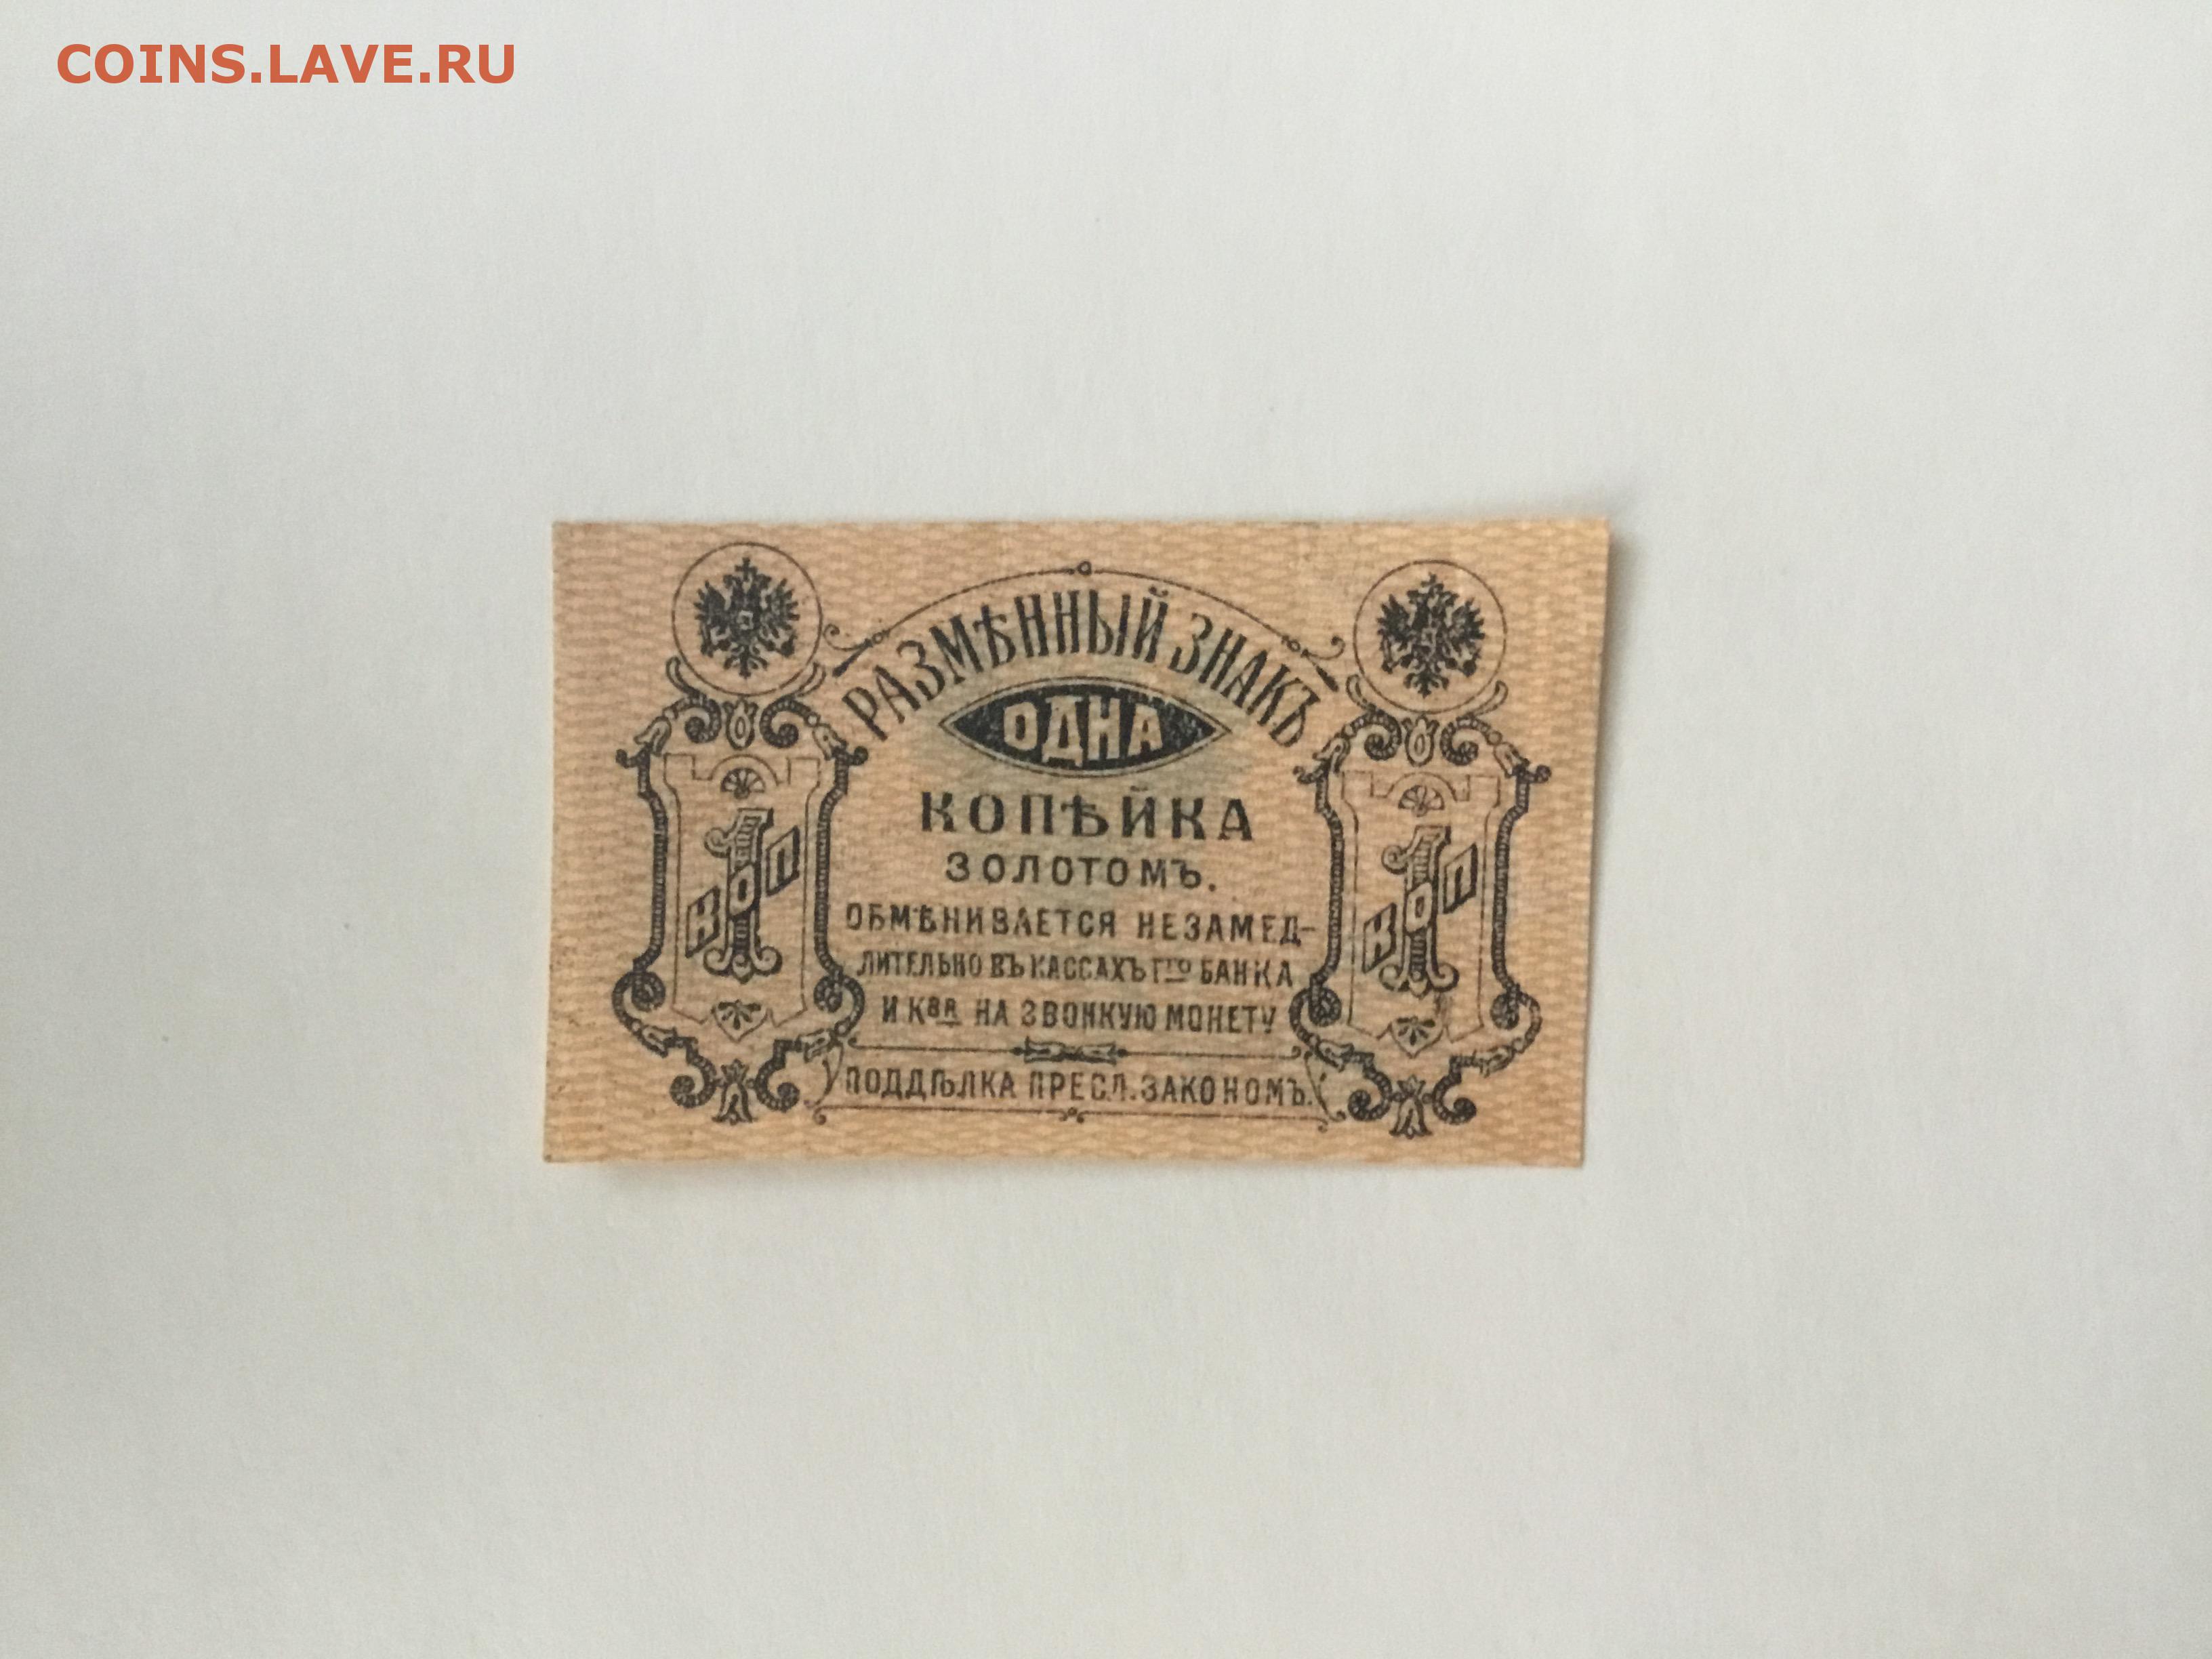 COINS.LAVE.RU
РАЗМѢННЫЙ ЗНАКЪ
ОДНА
КОПѢЙКА
ЗОЛОТОМЪ.
ОБМѢНИВАЕТСЯ НЕЗАМЕД-
ЛИТЕЛЬНО ВЪ КАССАХЪ Гго БАНКА
И Ква НА ЗВОНКУЮ МОНЕТУ
ПОДДѢЛКА ПРЕСЛ. ЗАКОНОМЪ.
1 КОП
1 КОП